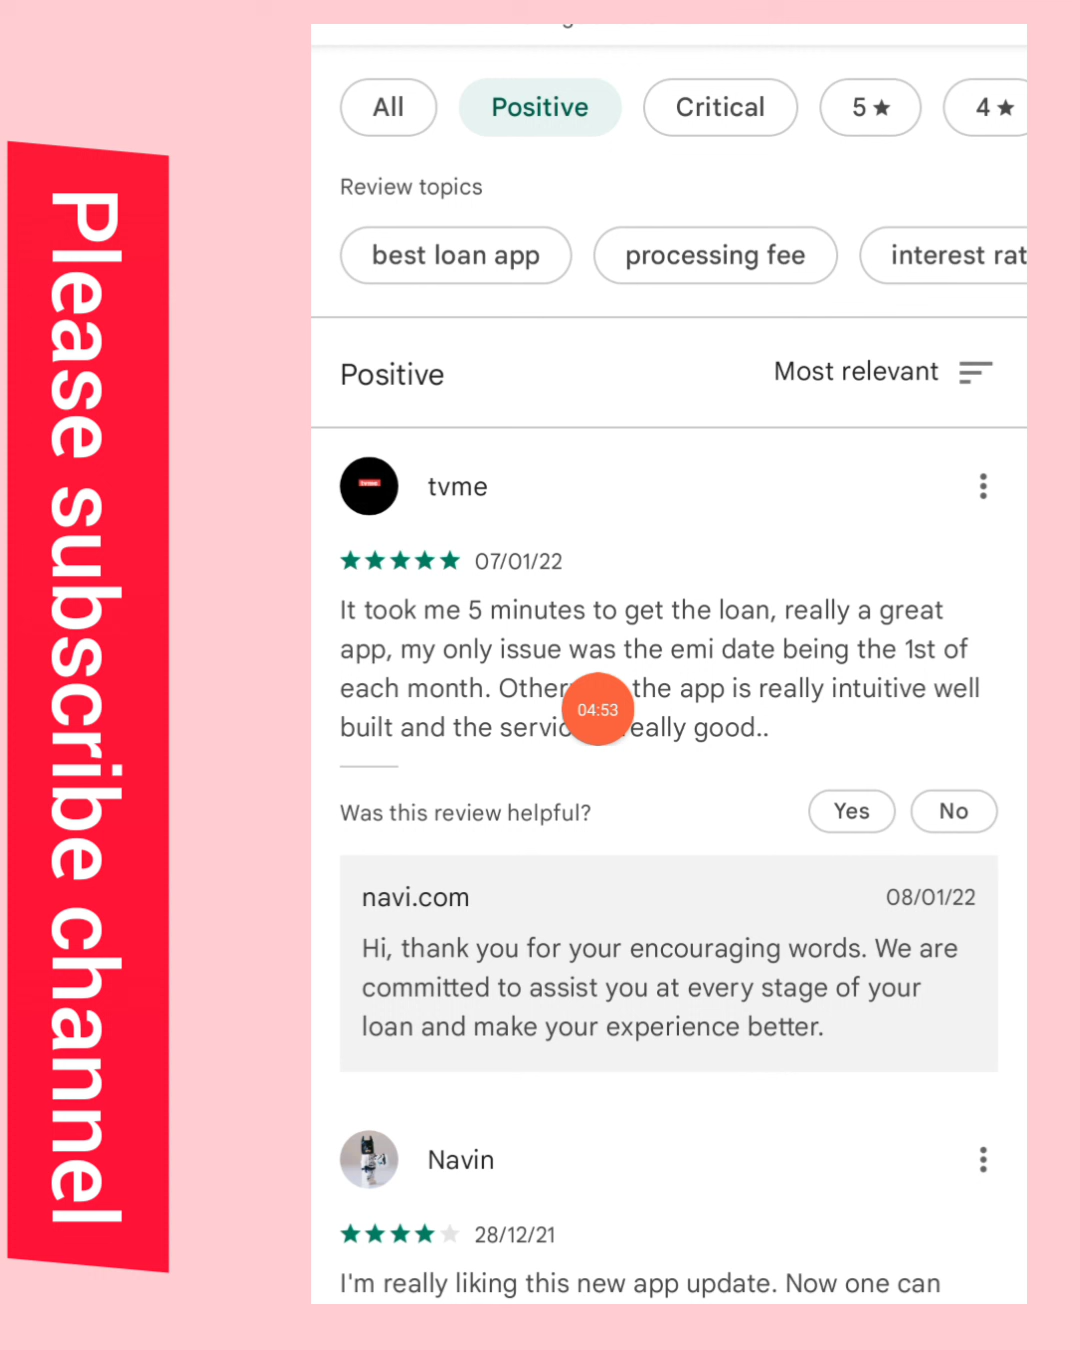 Please subscribe channel
All
Positive
Critical
5 ★
4 ★
Review topics
best loan app
processing fee
interest rat
Positive
Most relevant
tvme
07/01/22
It took me 5 minutes to get the loan, really a great
app, my only issue was the emi date being the 1st of
each month. Other the app is really intuitive well
04:53
built and the servic eally good..
Was this review helpful?
Yes
No
navi.com
08/01/22
Hi, thank you for your encouraging words. We are
committed to assist you at every stage of your
loan and make your experience better.
Navin
28/12/21
I'm really liking this new app update. Now one can